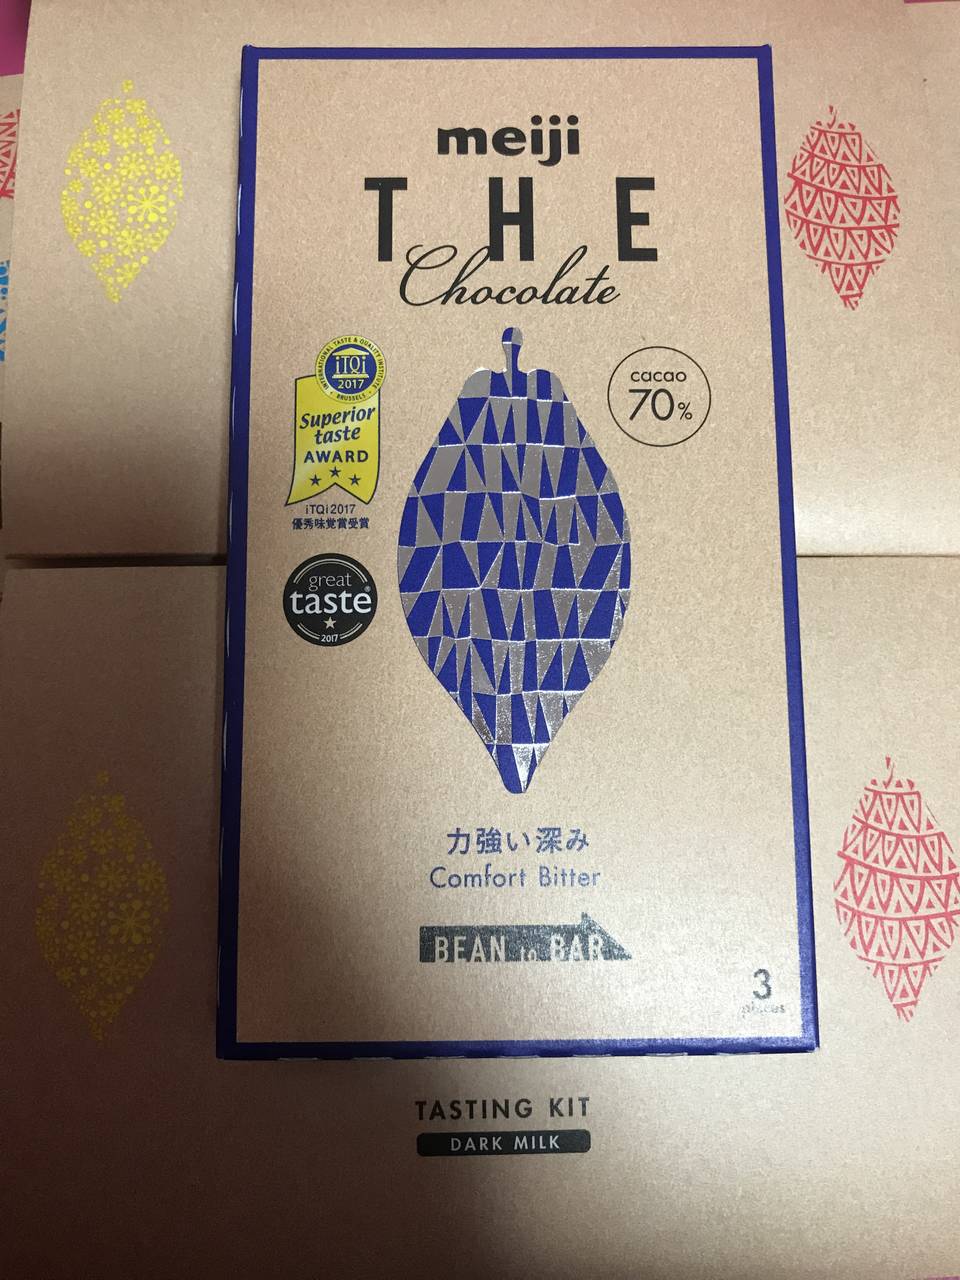 meiji
THE
Chocolate
INTERNATIONAL TASTE & QUALITY INSTITUTE
iTQi
2017
BRUSSELS
Superior
taste
AWARD
iTQi2017
優秀味覚賞受賞
cacao
70%
great
taste®
2017
力強い深み
Comfort Bitter
BEAN to BAR
3
pieces
TASTING KIT
DARK MILK